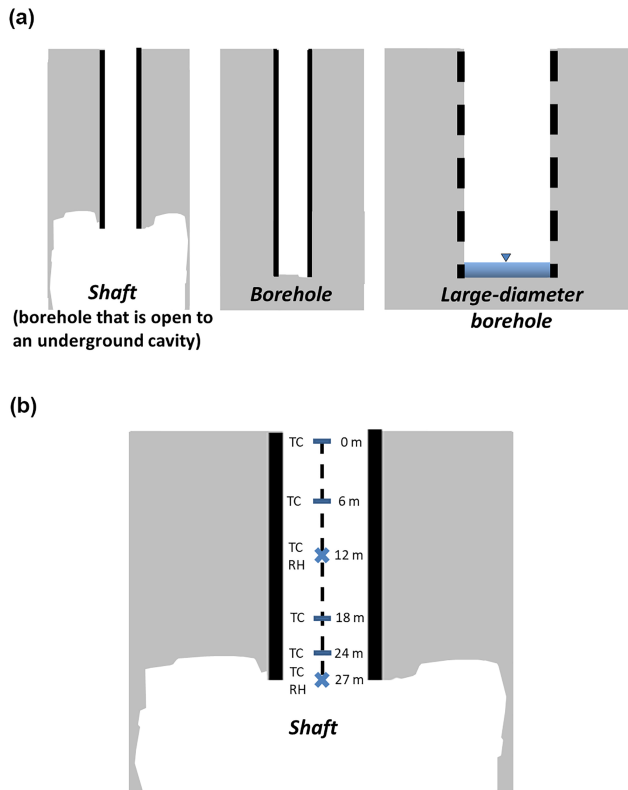 (a)
Shaft
(borehole that is open to
an underground cavity)
Borehole
Large-diameter
borehole
(b)
TC 0 m
TC 6 m
TC
RH 12 m
TC 18 m
TC 24 m
TC
RH 27 m
Shaft